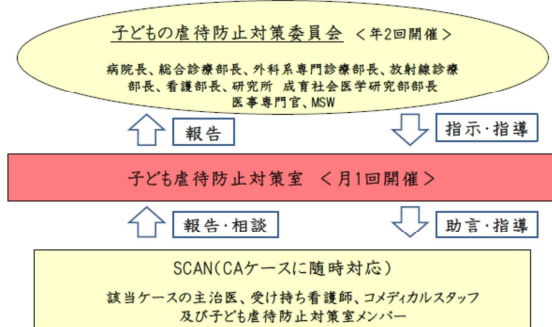 子どもの虐待防止対策委員会 <年2回開催>
病院長、総合診療部長、外科系専門診療部長、放射線診療
部長、看護部長、研究所 成育社会医学研究部部長
医事専門官、MSW
報告
指示・指導
子ども虐待防止対策室 <月1回開催>
報告・相談
助言・指導
SCAN(CAケースに随時対応)
該当ケースの主治医、受け持ち看護師、コメディカルスタッフ
及び子ども虐待防止対策室メンバー